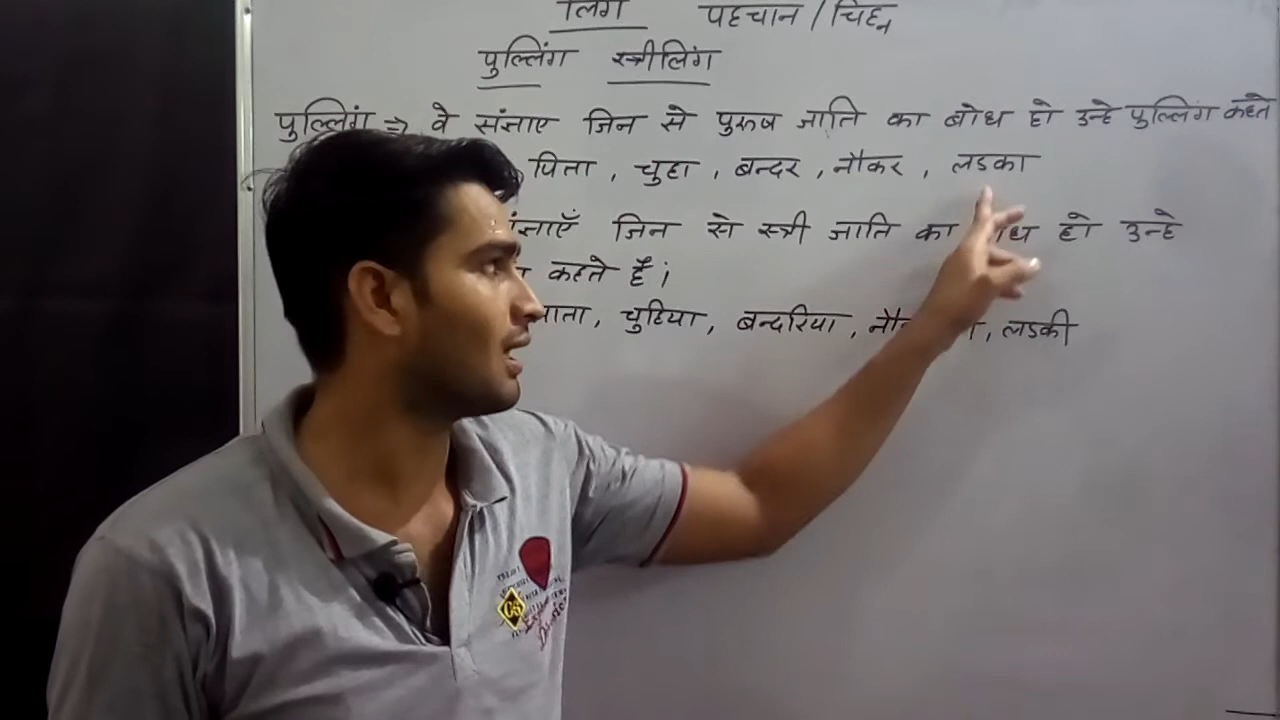 लिंग पहचान / चिह्न
पुल्लिंग स्त्रीलिंग
पुल्लिंग ⇒ वे संज्ञाए जिन से पुरूष जाति का बोध हो उन्हे पुल्लिंग कहते
पिता , चुहा , बन्दर , नौकर , लडका
जिन से स्त्री जाति का बोध हो उन्हे
कहते हैं।
चुहिया , बन्दरिया , लडकी